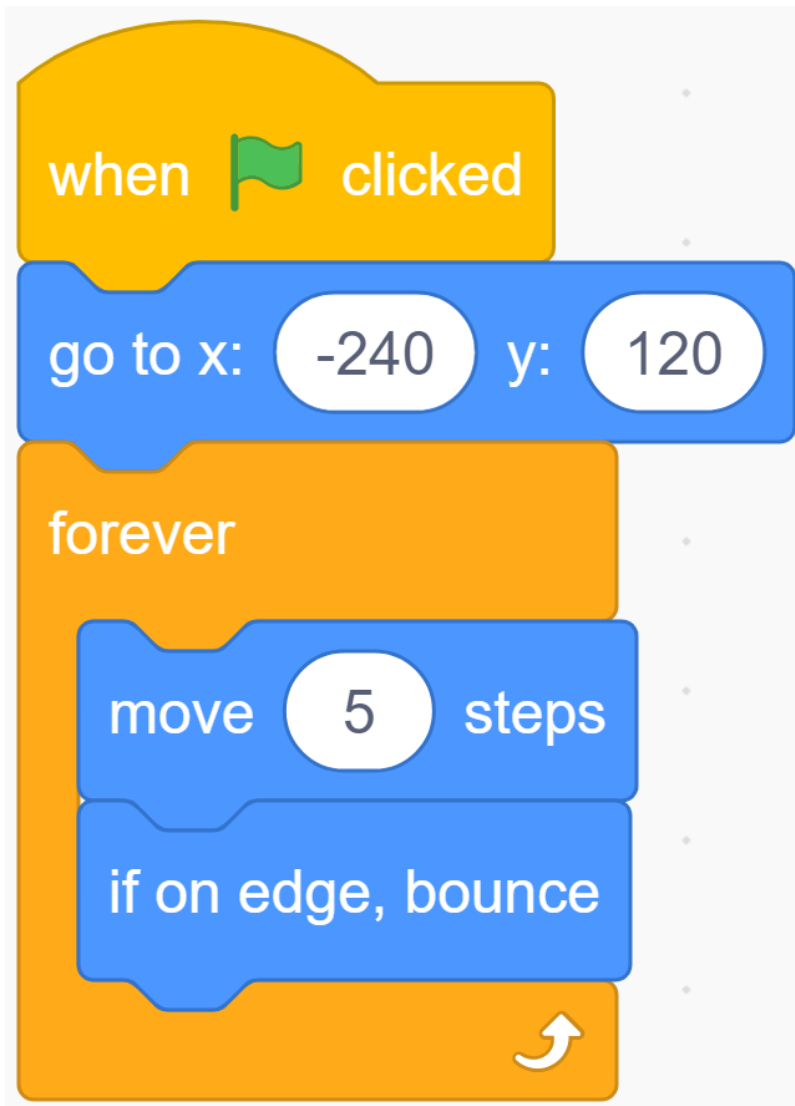 when clicked
go to x: -240 y: 120
forever
move 5 steps
if on edge, bounce